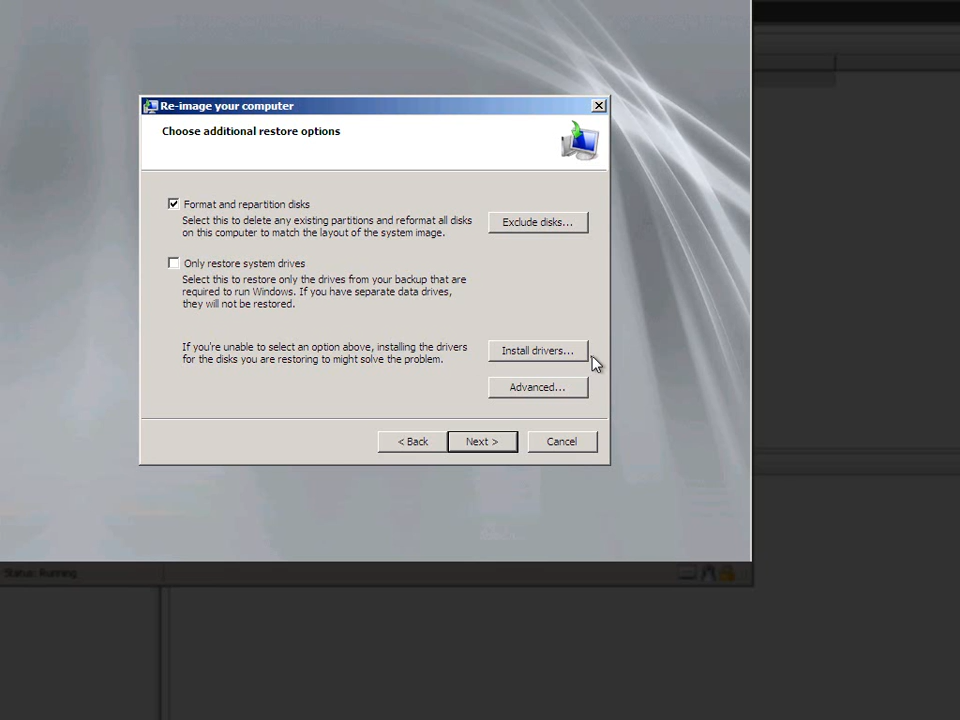 Re-image your computer
Choose additional restore options
Format and repartition disks
Select this to delete any existing partitions and reformat all disks
on this computer to match the layout of the system image.
Exclude disks...
Only restore system drives
Select this to restore only the drives from your backup that are
required to run Windows. If you have separate data drives,
they will not be restored.
If you're unable to select an option above, installing the drivers
for the disks you are restoring to might solve the problem.
Install drivers...
Advanced...
< Back
Next >
Cancel
Status: Running